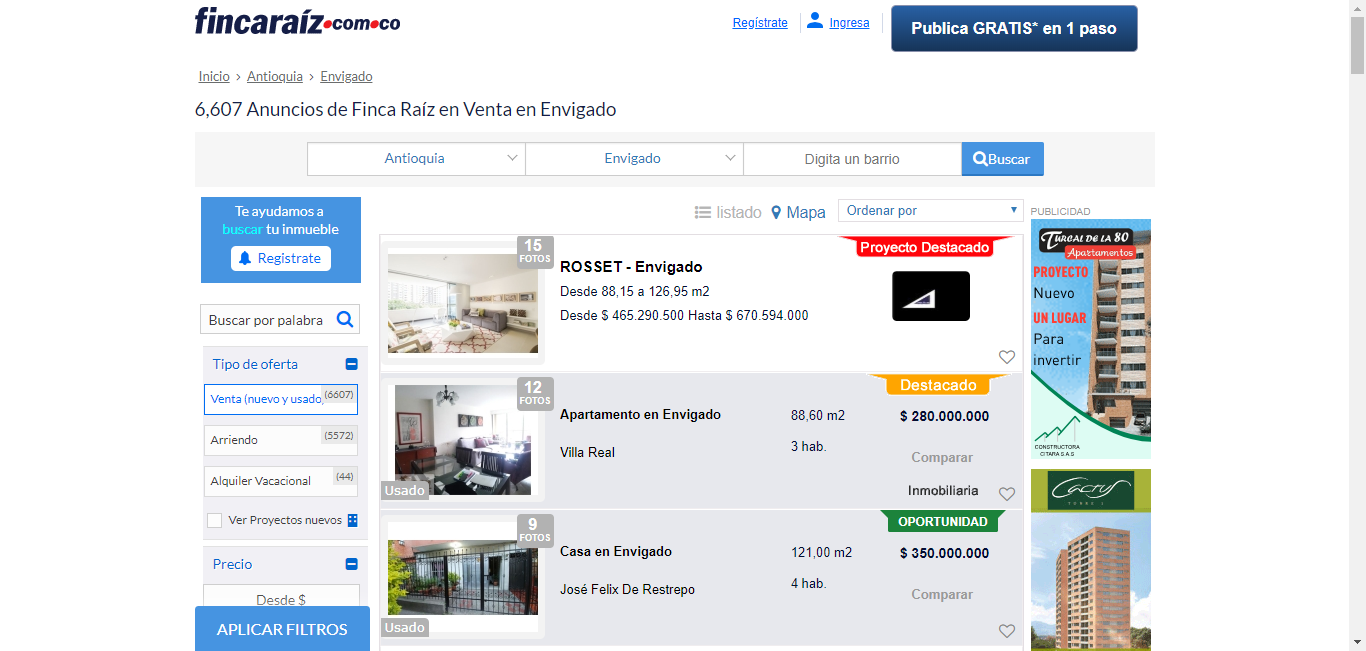 fincaraíz.com.co
Regístrate
Ingresa
Publica GRATIS* en 1 paso
Inicio › Antioquia › Envigado
6,607 Anuncios de Finca Raíz en Venta en Envigado
Antioquia
Envigado
Digita un barrio
Buscar
Te ayudamos a
buscar tu inmueble
Registrate
Buscar por palabra
Tipo de oferta
Venta (nuevo y usado)
(6607)
Arriendo
(5572)
Alquiler Vacacional
(44)
Ver Proyectos nuevos
Precio
Desde $
APLICAR FILTROS
listado
Mapa
Ordenar por
15
FOTOS
ROSSET - Envigado
Desde 88,15 a 126,95 m2
Desde $ 465.290.500 Hasta $ 670.594.000
Proyecto Destacado
12
FOTOS
Usado
Apartamento en Envigado
Villa Real
88,60 m2
3 hab.
Destacado
$ 280.000.000
Comparar
Inmobiliaria
9
FOTOS
Usado
Casa en Envigado
José Felix De Restrepo
121,00 m2
4 hab.
OPORTUNIDAD
$ 350.000.000
Comparar
PUBLICIDAD
TURGAL DE LA 80
Apartamentos
PROYECTO
Nuevo
UN LUGAR
Para
invertir
CONSTRUCTORA
CITARA S.A.S
Cactus